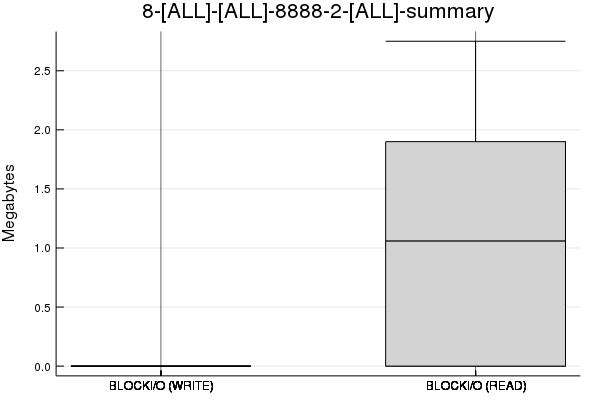 8-[ALL]-[ALL]-8888-2-[ALL]-summary
Megabytes
2.5
2.0
1.5
1.0
0.5
0.0
BLOCKI/O (WRITE)
BLOCKI/O (READ)